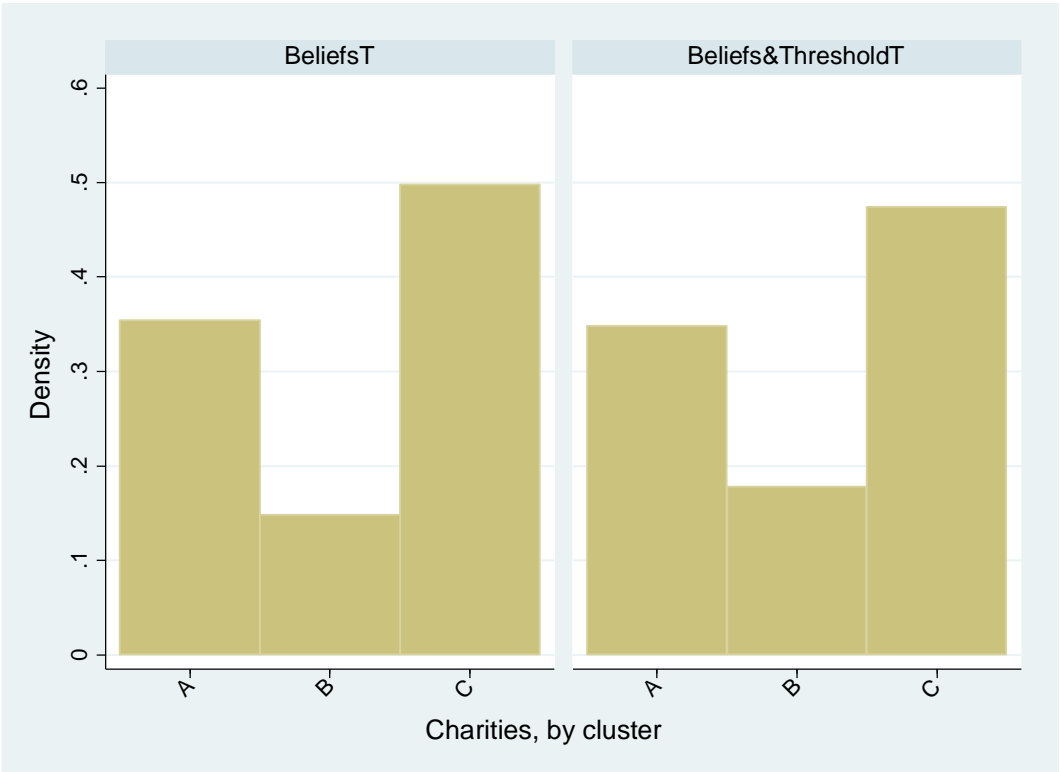 BeliefsT
Beliefs&ThresholdT
Density
.6
.5
.4
.3
.2
.1
0
A
B
C
A
B
C
Charities, by cluster